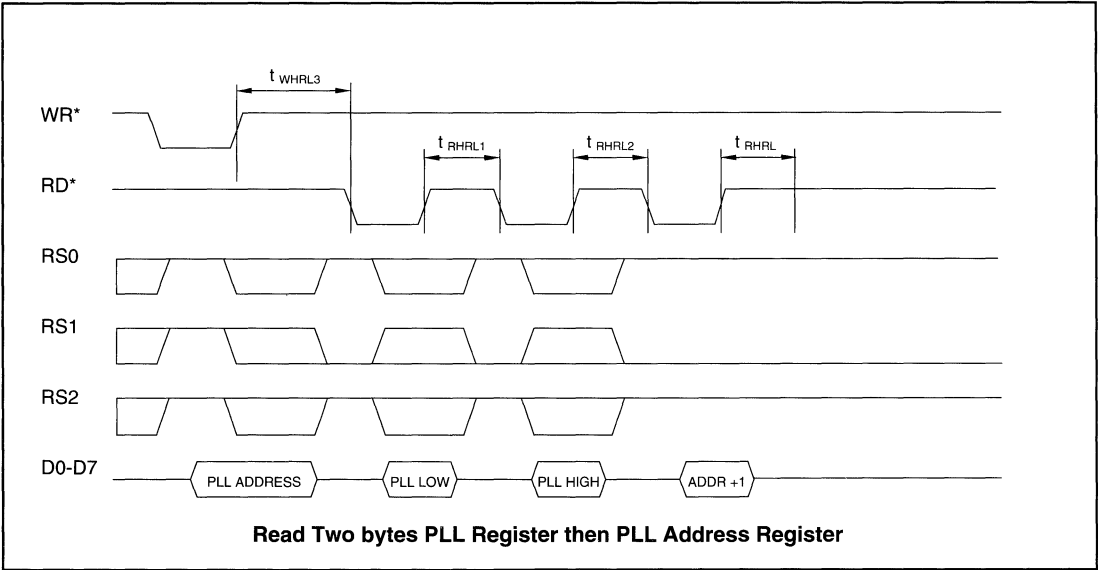 t WHRL3
WR*
t RHRL1 t RHRL2 t RHRL
RD*
RS0
RS1
RS2
D0-D7 PLL ADDRESS PLL LOW PLL HIGH ADDR +1
Read Two bytes PLL Register then PLL Address Register